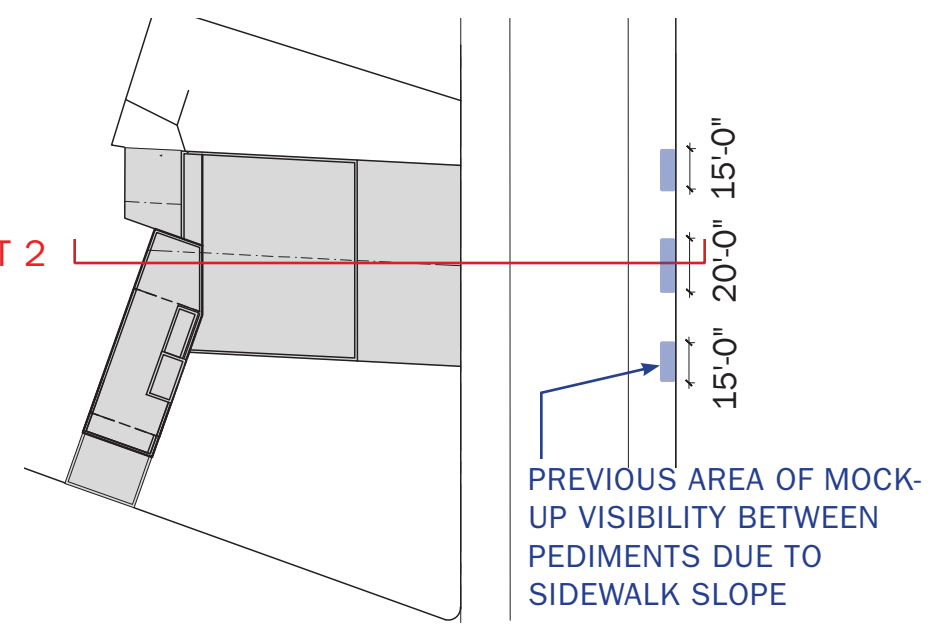 15'-0"
T 2
20'-0"
15'-0"
PREVIOUS AREA OF MOCK-
UP VISIBILITY BETWEEN
PEDIMENTS DUE TO
SIDEWALK SLOPE